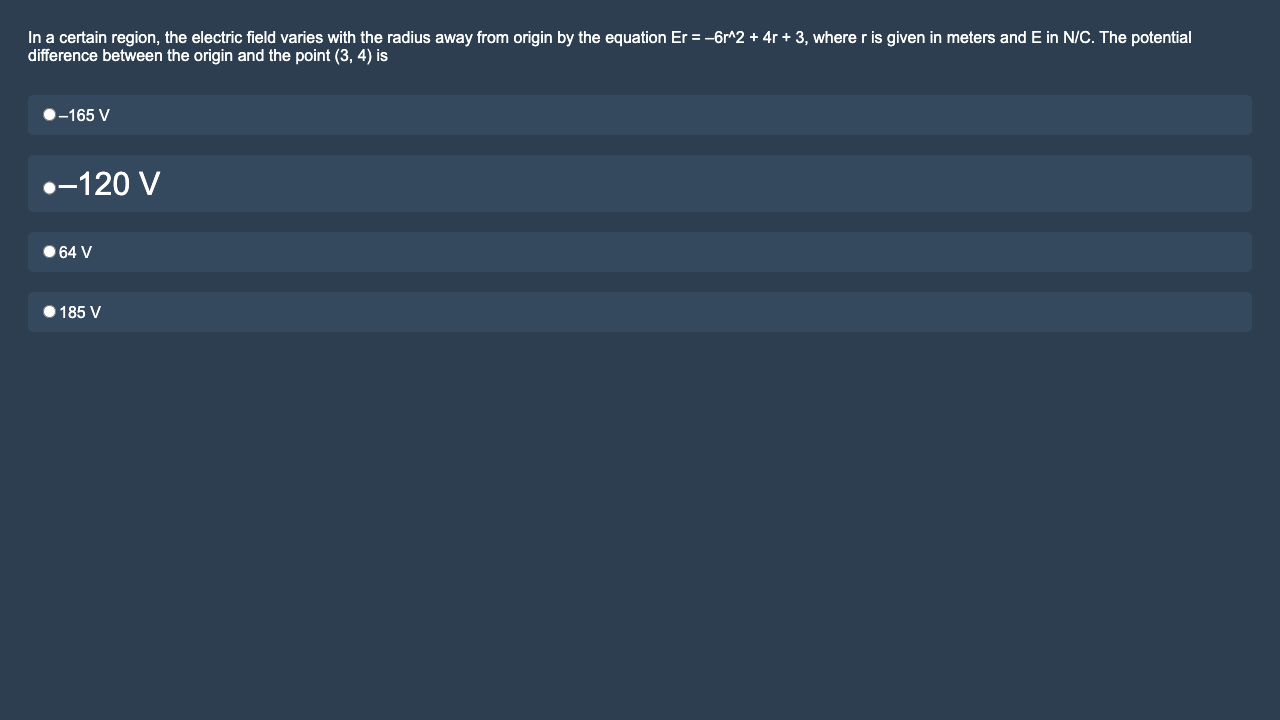 In a certain region, the electric field varies with the radius away from origin by the equation Er = –6r^2 + 4r + 3, where r is given in meters and E in N/C. The potential
difference between the origin and the point (3, 4) is
–165 V
–120 V
64 V
185 V